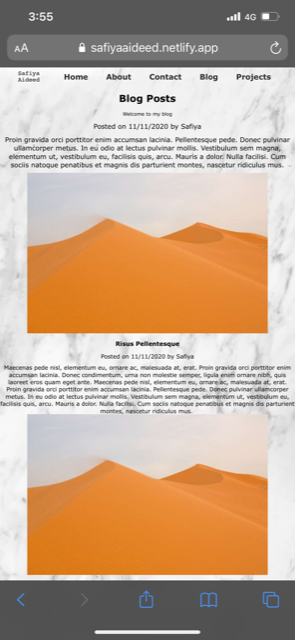 3:55
4G
AA
safiyaaideed.netlify.app
Safiya
Aideed
Home About Contact Blog Projects
Blog Posts
Welcome to my blog
Posted on 11/11/2020 by Safiya
Proin gravida orci porttitor enim accumsan lacinia. Pellentesque pede. Donec pulvinar
ullamcorper metus. In eu odio at lectus pulvinar mollis. Vestibulum sem magna,
elementum ut, vestibulum eu, facilisis quis, arcu. Mauris a dolor. Nulla facilisi. Cum
sociis natoque penatibus et magnis dis parturient montes, nascetur ridiculus mus.
Risus Pellentesque
Posted on 11/11/2020 by Safiya
Maecenas pede nisl, elementum eu, ornare ac, malesuada at, erat. Proin gravida orci porttitor enim
accumsan lacinia. Donec condimentum, urna non molestie semper, ligula enim ornare nibh, quis
laoreet eros quam eget ante. Maecenas pede nisl, elementum eu, ornare ac, malesuada at, erat.
Proin gravida orci porttitor enim accumsan lacinia. Pellentesque pede. Donec pulvinar ullamcorper
metus. In eu odio at lectus pulvinar mollis. Vestibulum sem magna, elementum ut, vestibulum eu,
facilisis quis, arcu. Mauris a dolor. Nulla facilisi. Cum sociis natoque penatibus et magnis dis parturient
montes, nascetur ridiculus mus.